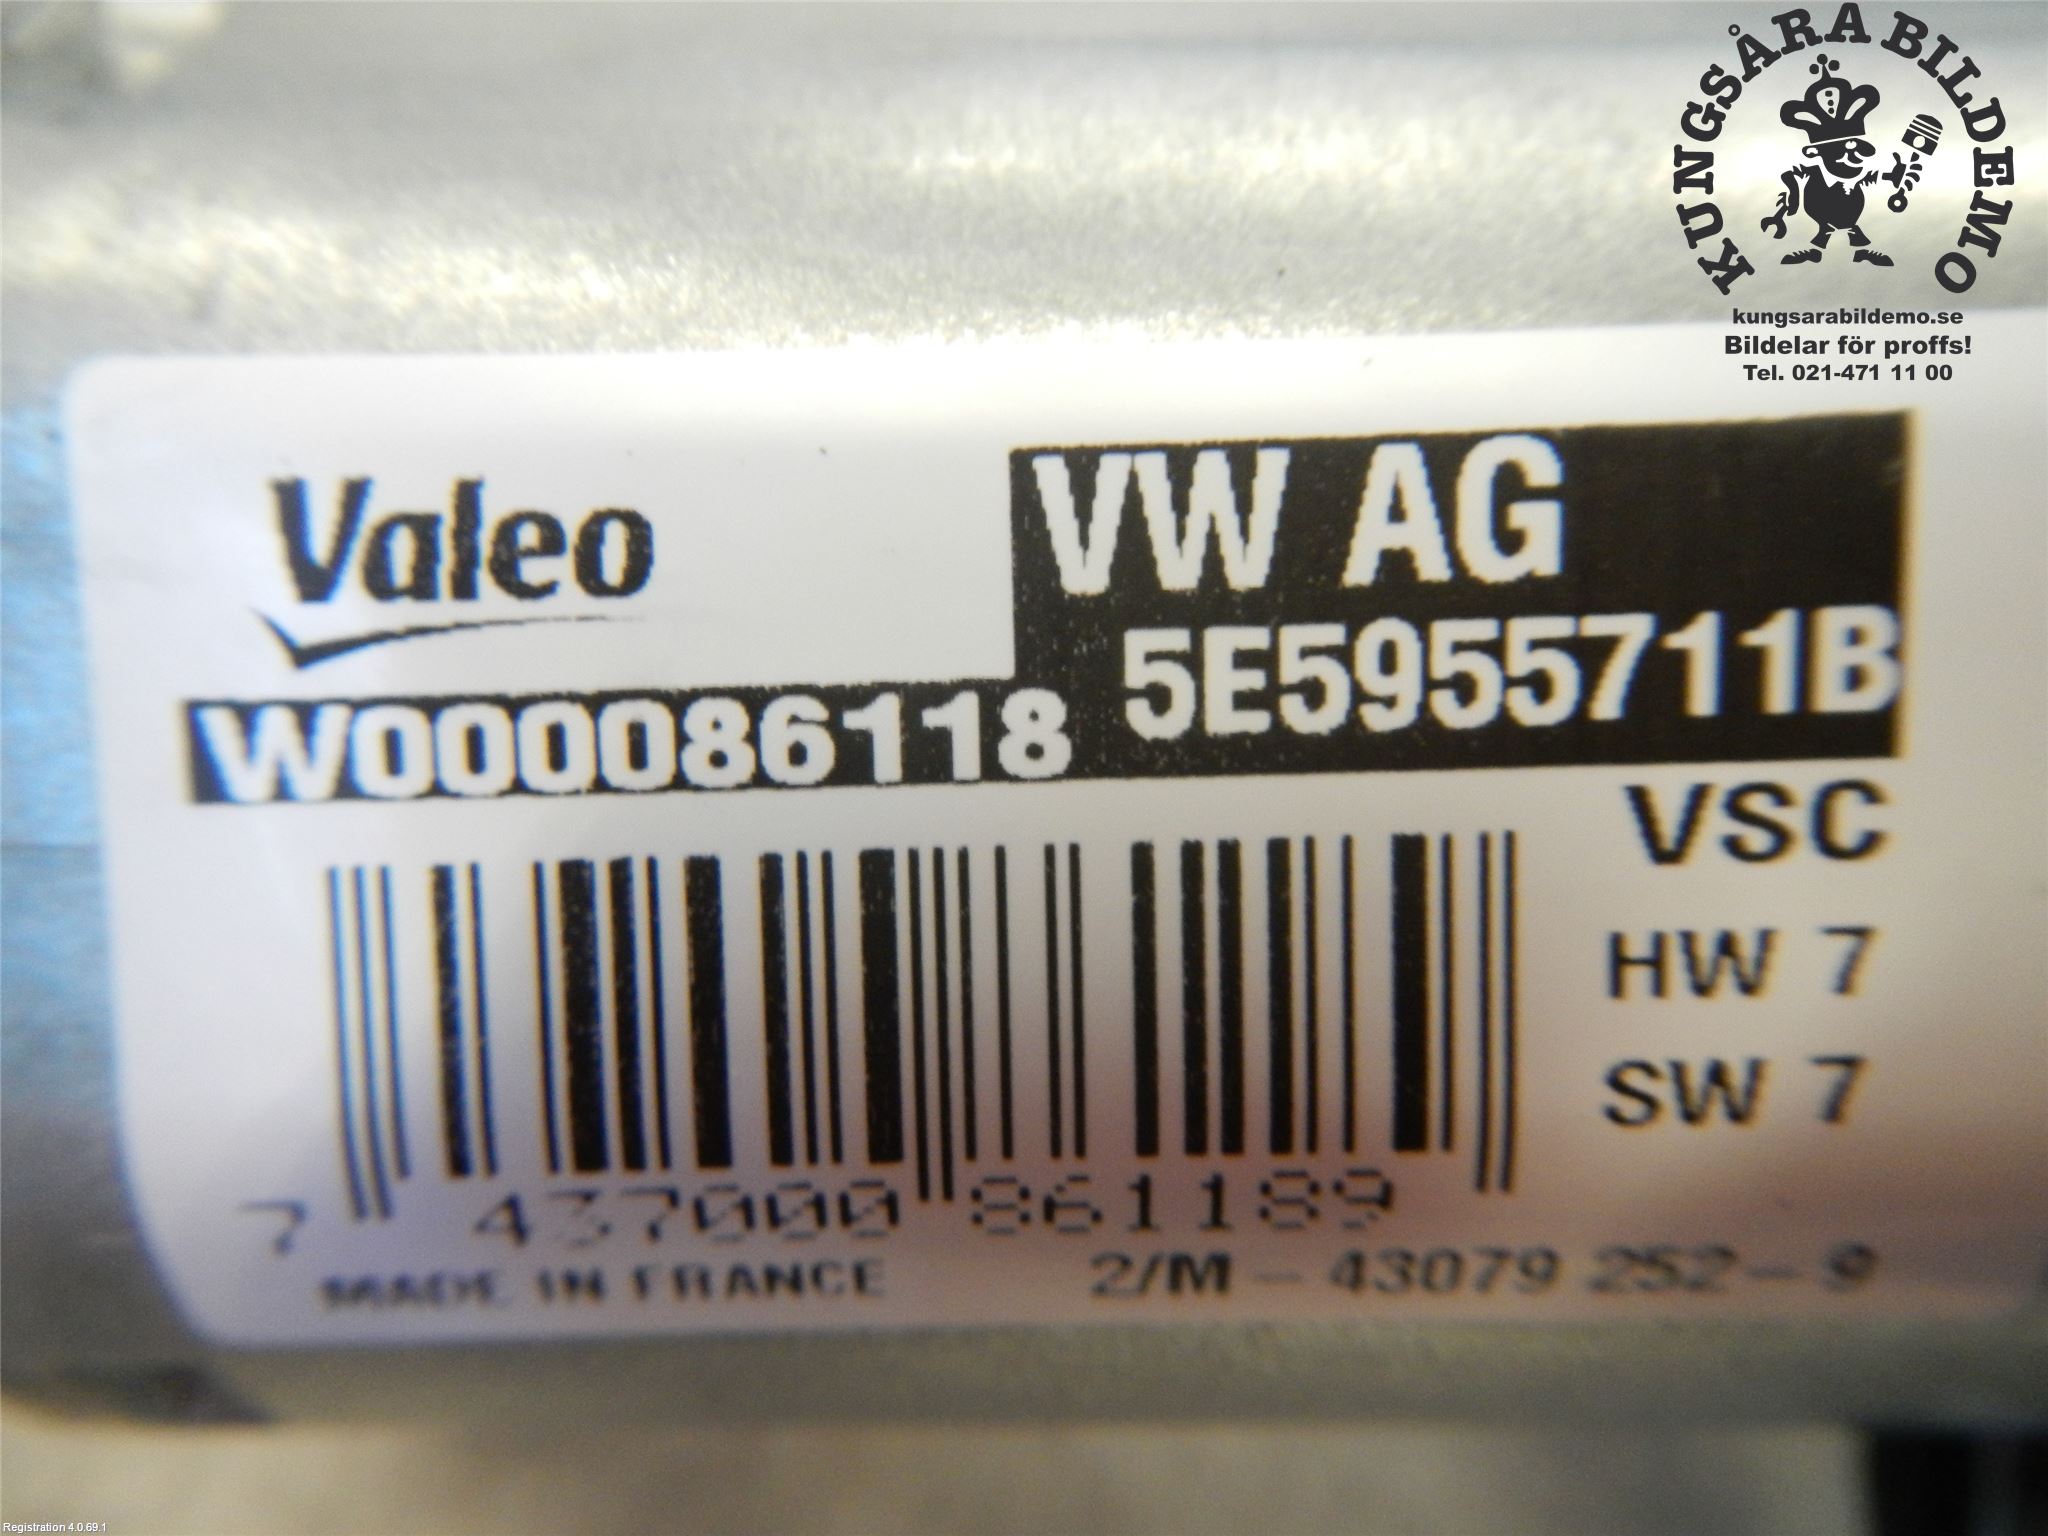 KUNGSÅRA BILDEMO
kungsarabildemo.se
Bildelar för proffs!
Tel. 021-471 11 00
Valeo
VW AG
5E5955711B
W000086118
VSC
HW 7
SW 7
7 437000 861189
MADE IN FRANCE
2/M - 43079 252 - 9
Registration 4.0.69.1